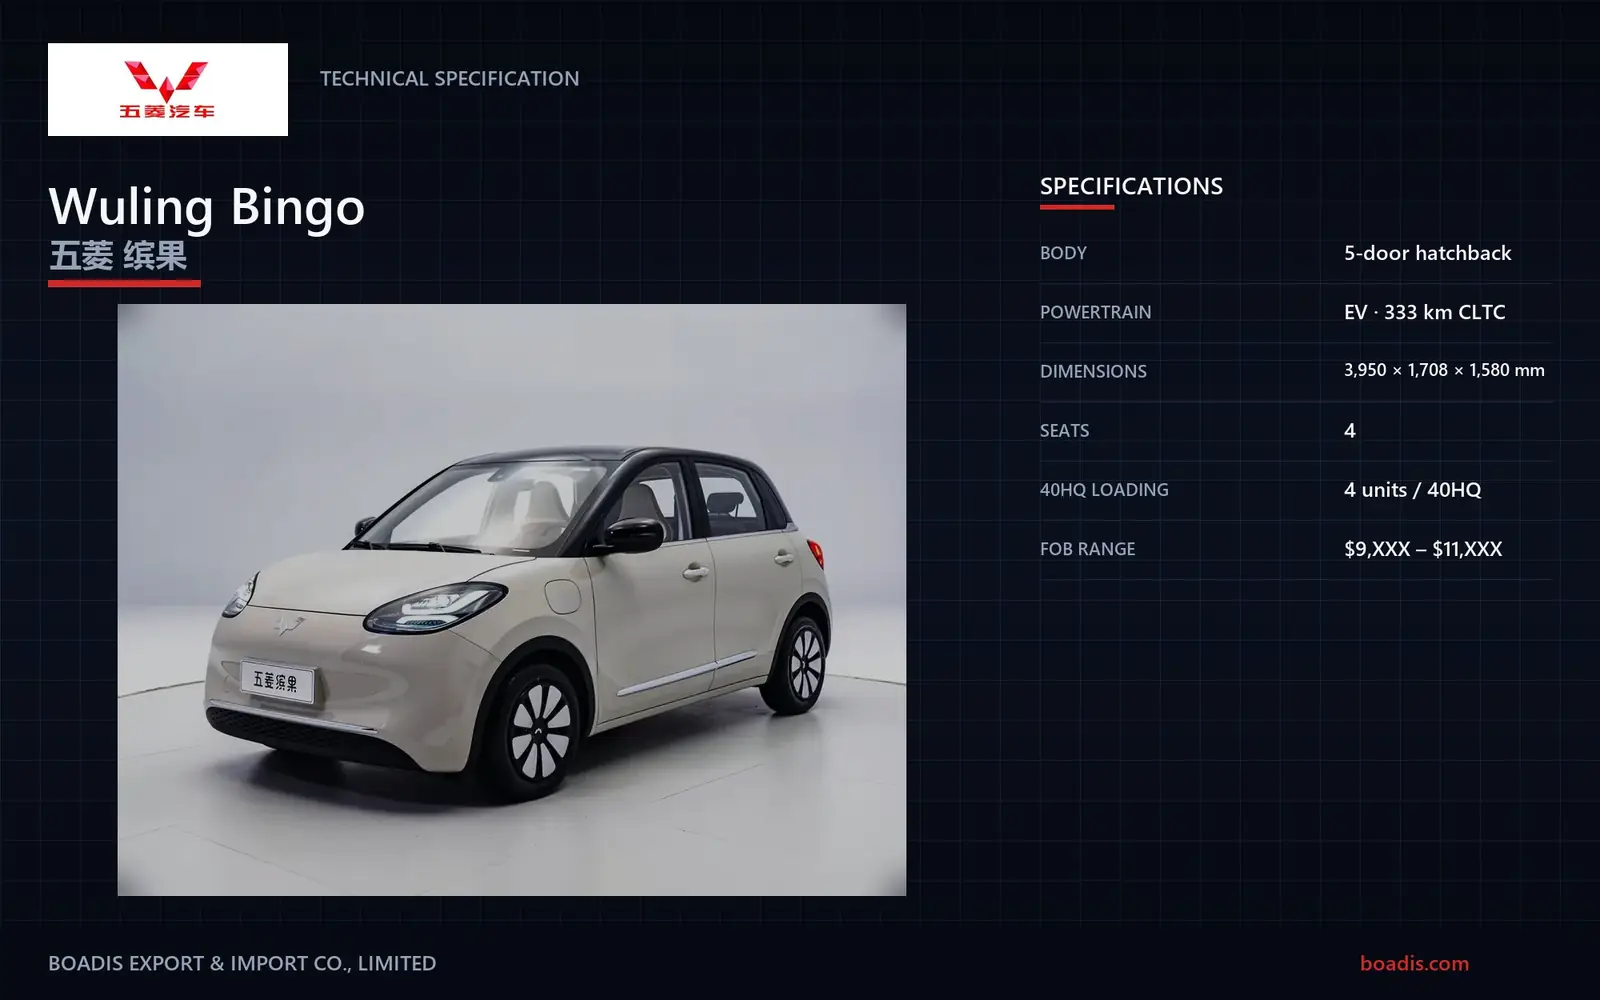 五菱汽车
TECHNICAL SPECIFICATION
Wuling Bingo
五菱 缤果
五菱缤果
SPECIFICATIONS
BODY 5-door hatchback
POWERTRAIN EV · 333 km CLTC
DIMENSIONS 3,950 × 1,708 × 1,580 mm
SEATS 4
40HQ LOADING 4 units / 40HQ
FOB RANGE $9,XXX – $11,XXX
BOADIS EXPORT & IMPORT CO., LIMITED
boadis.com